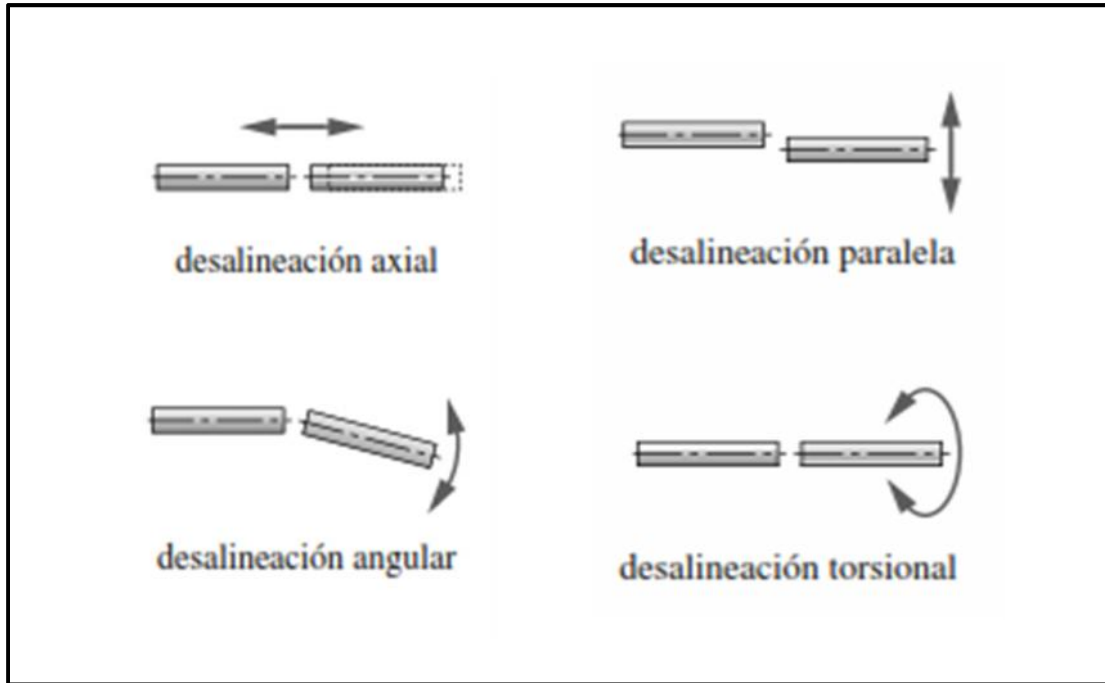 desalineación axial
desalineación paralela
desalineación angular
desalineación torsional